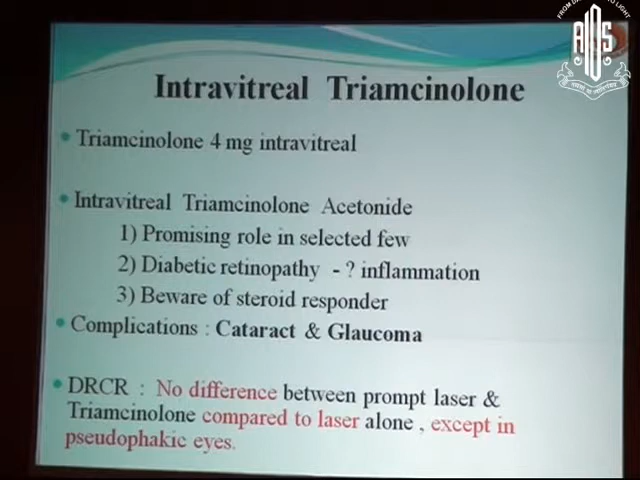 AIOS
Intravitreal Triamcinolone
Triamcinolone 4 mg intravitreal
Intravitreal Triamcinolone Acetonide
1) Promising role in selected few
2) Diabetic retinopathy - ? inflammation
3) Beware of steroid responder
Complications : Cataract & Glaucoma
DRCR : No difference between prompt laser &
Triamcinolone compared to laser alone , except in
pseudophakic eyes.